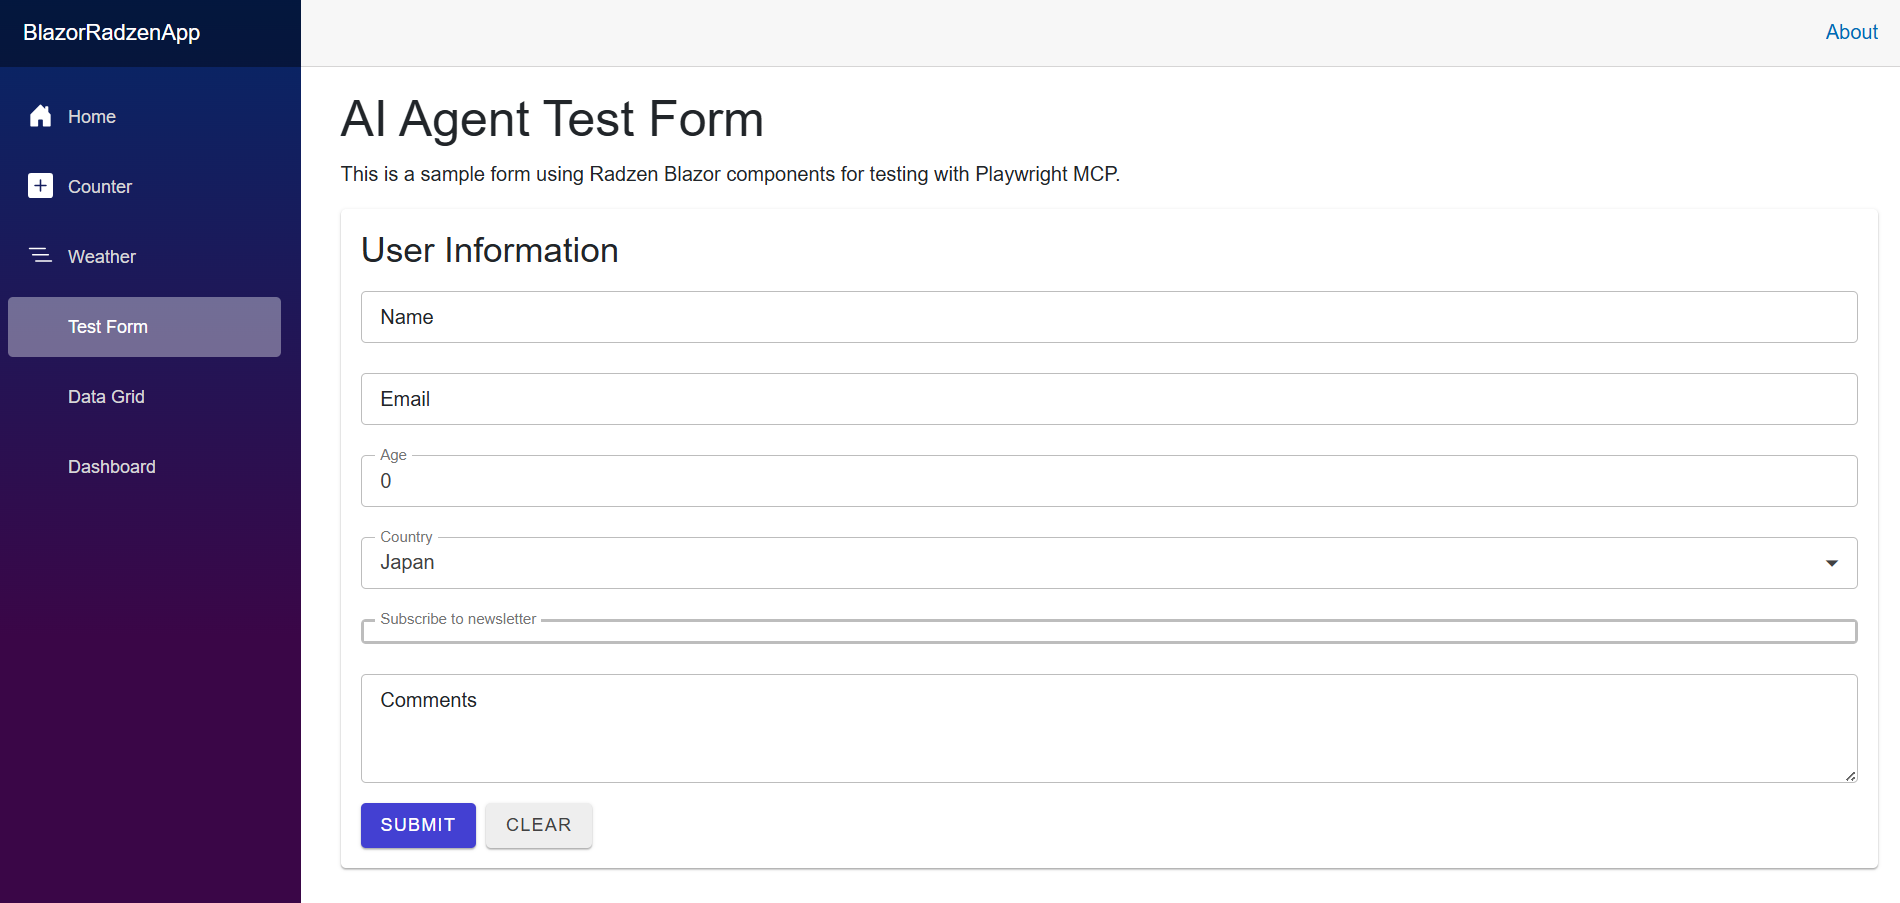 BlazorRadzenApp
About
Home
Counter
Weather
Test Form
Data Grid
Dashboard
AI Agent Test Form
This is a sample form using Radzen Blazor components for testing with Playwright MCP.
User Information
Name
Email
Age
0
Country
Japan
Subscribe to newsletter
Comments
SUBMIT
CLEAR